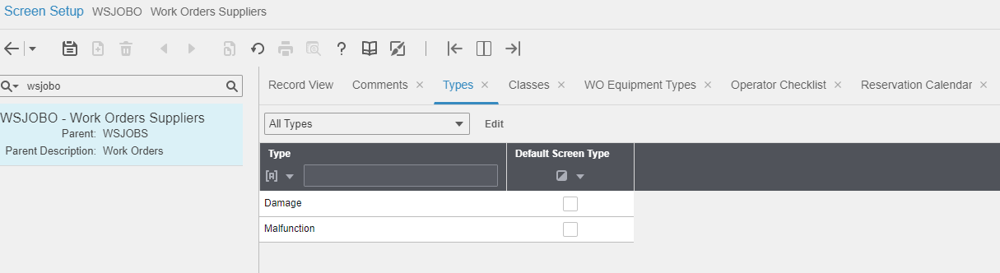 Screen Setup WSJOBO Work Orders Suppliers
wsjobo
WSJOBO - Work Orders Suppliers
Parent: WSJOBS
Parent Description: Work Orders
Record View Comments × Types × Classes × WO Equipment Types × Operator Checklist × Reservation Calendar ×
All Types Edit
Type Default Screen Type
[A]
Damage
Malfunction